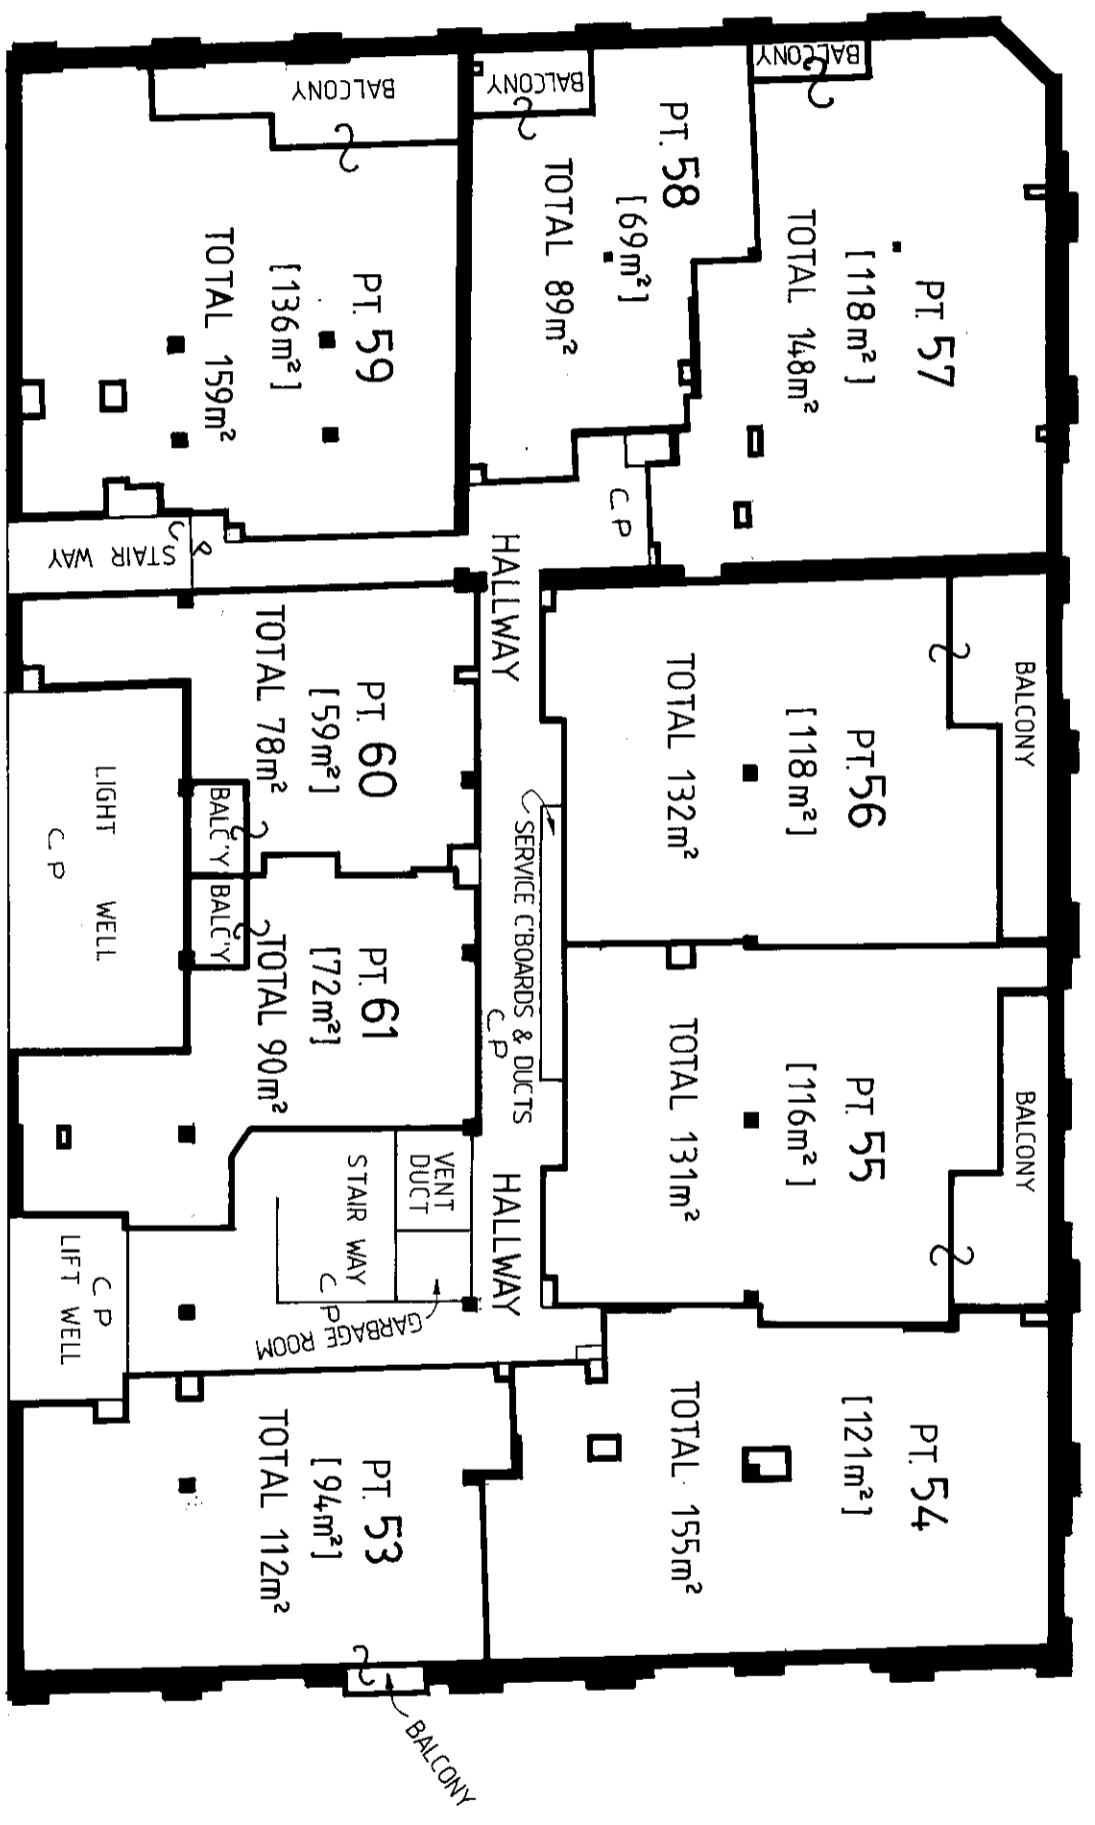 BALCONY
PT. 57
[118m²]
TOTAL 148m²
BALCONY
PT. 58
[69m²]
TOTAL 89m²
BALCONY
PT. 59
[136m²]
TOTAL 159m²
C P
STAIR WAY
C P
HALLWAY
BALCONY
PT. 56
[118m²]
TOTAL 132m²
BALCONY
PT. 55
[116m²]
TOTAL 131m²
SERVICE C'BOARDS & DUCTS
C P
HALLWAY
PT. 60
[59m²]
TOTAL 78m²
BALC'Y
BALC'Y
PT. 61
[72m²]
TOTAL 90m²
LIGHT WELL
C P
VENT
DUCT
STAIR WAY
C P
GARBAGE ROOM
C P
LIFT WELL
PT. 54
[121m²]
TOTAL 155m²
PT. 53
[94m²]
TOTAL 112m²
BALCONY